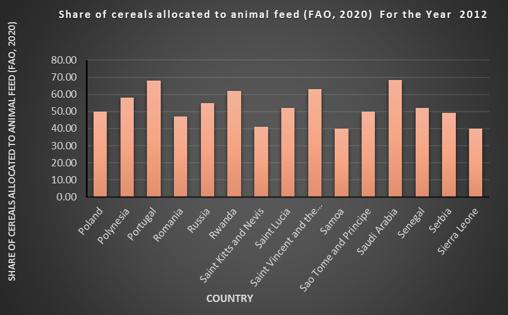 Share of cereals allocated to animal feed (FAO, 2020) For the Year 2012
SHARE OF CEREALS ALLOCATED TO ANIMAL FEED (FAO, 2020)
80.00
70.00
60.00
50.00
40.00
30.00
20.00
10.00
0.00
Poland
Polynesia
Portugal
Romania
Russia
Rwanda
Saint Kitts and Nevis
Saint Lucia
Saint Vincent and the...
Samoa
Sao Tome and Principe
Saudi Arabia
Senegal
Serbia
Sierra Leone
COUNTRY